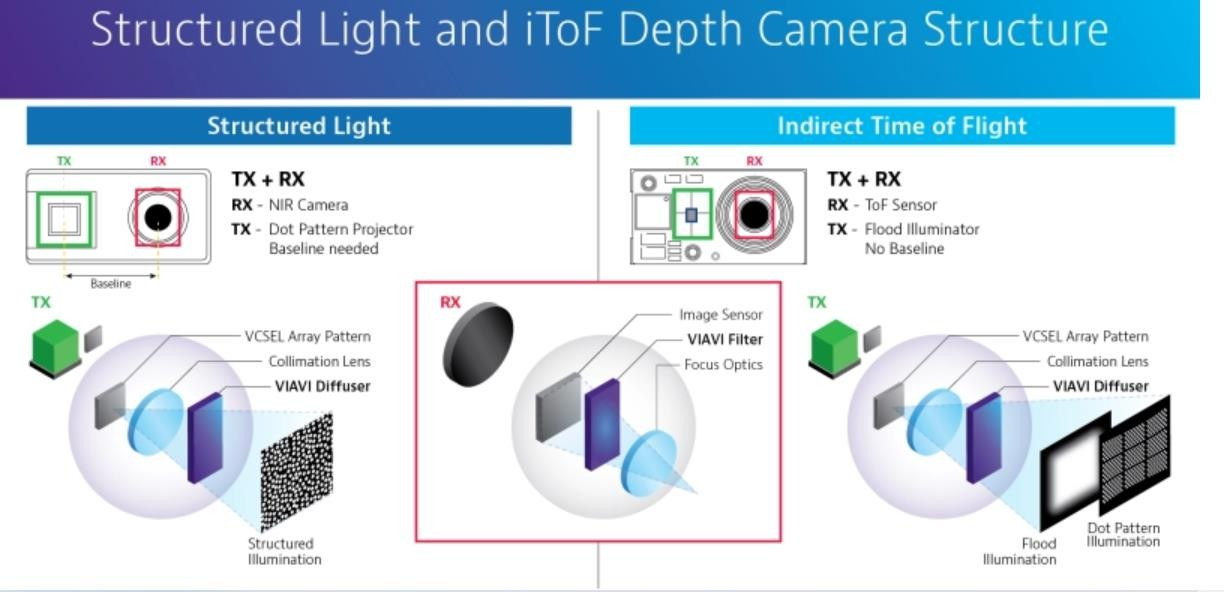 Structured Light and iToF Depth Camera Structure
Structured Light
TX
RX
TX + RX
RX - NIR Camera
TX - Dot Pattern Projector
Baseline needed
Baseline
TX
VCSEL Array Pattern
Collimation Lens
VIAVI Diffuser
Structured
Illumination
RX
Image Sensor
VIAVI Filter
Focus Optics
Indirect Time of Flight
TX
RX
TX + RX
RX - ToF Sensor
TX - Flood Illuminator
No Baseline
TX
VCSEL Array Pattern
Collimation Lens
VIAVI Diffuser
Flood
Illumination
Dot Pattern
Illumination